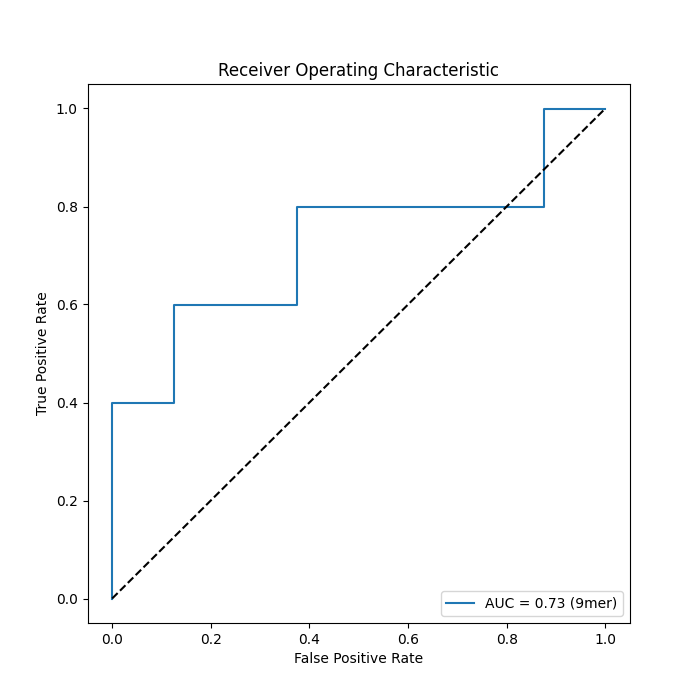 Receiver Operating Characteristic
True Positive Rate
1.0
0.8
0.6
0.4
0.2
0.0
AUC = 0.73 (9mer)
0.0 0.2 0.4 0.6 0.8 1.0
False Positive Rate